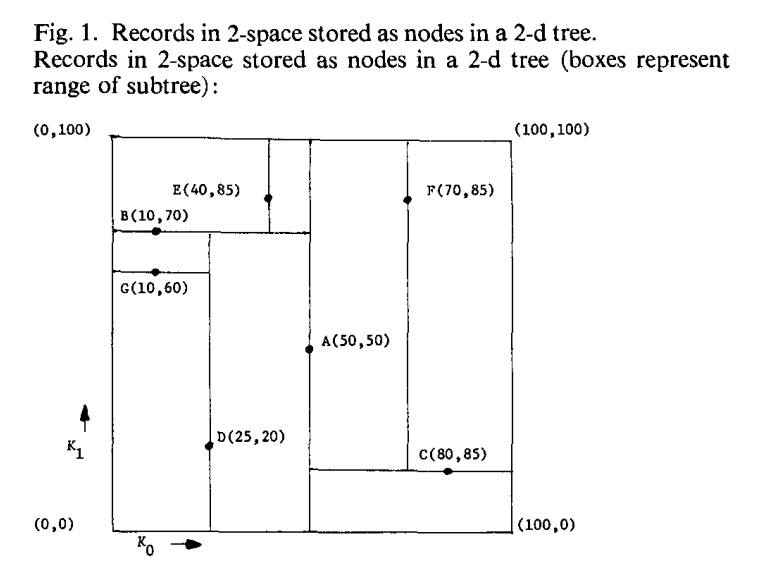 Fig. 1. Records in 2-space stored as nodes in a 2-d tree.
Records in 2-space stored as nodes in a 2-d tree (boxes represent
range of subtree):
(0,100)
(100,100)
E(40,85)
F(70,85)
B(10,70)
G(10,60)
A(50,50)
D(25,20)
C(80,85)
K1
(0,0)
(100,0)
K0